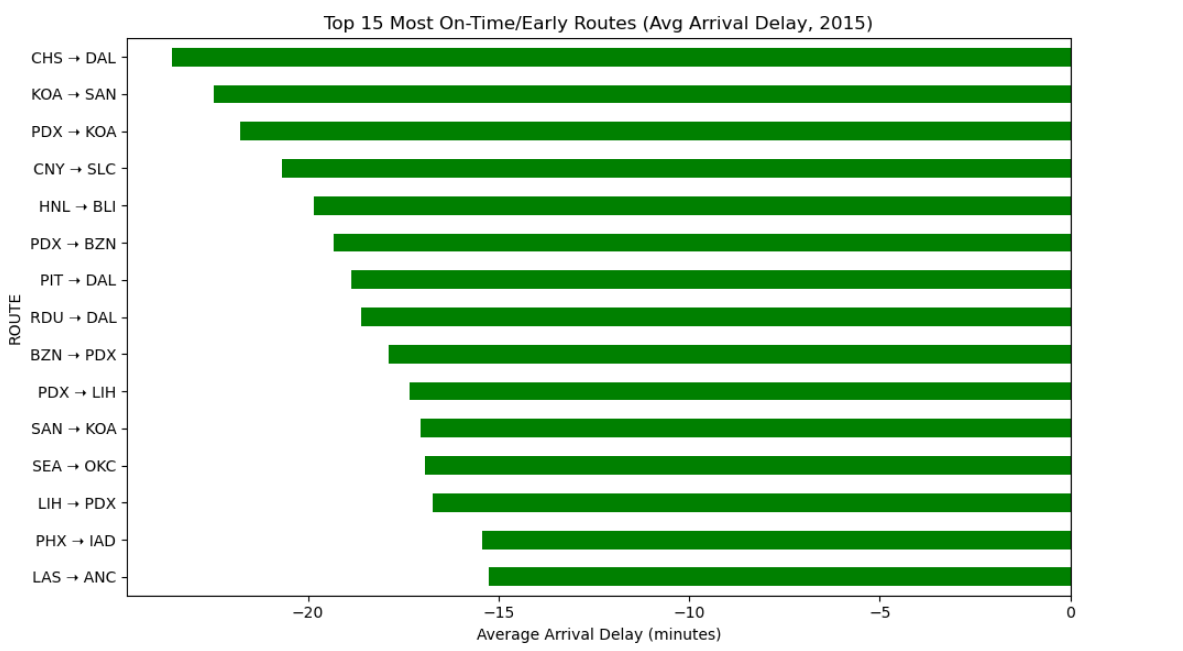 Top 15 Most On-Time/Early Routes (Avg Arrival Delay, 2015)
ROUTE
CHS → DAL
KOA → SAN
PDX → KOA
CNY → SLC
HNL → BLI
PDX → BZN
PIT → DAL
RDU → DAL
BZN → PDX
PDX → LIH
SAN → KOA
SEA → OKC
LIH → PDX
PHX → IAD
LAS → ANC
−20 −15 −10 −5 0
Average Arrival Delay (minutes)